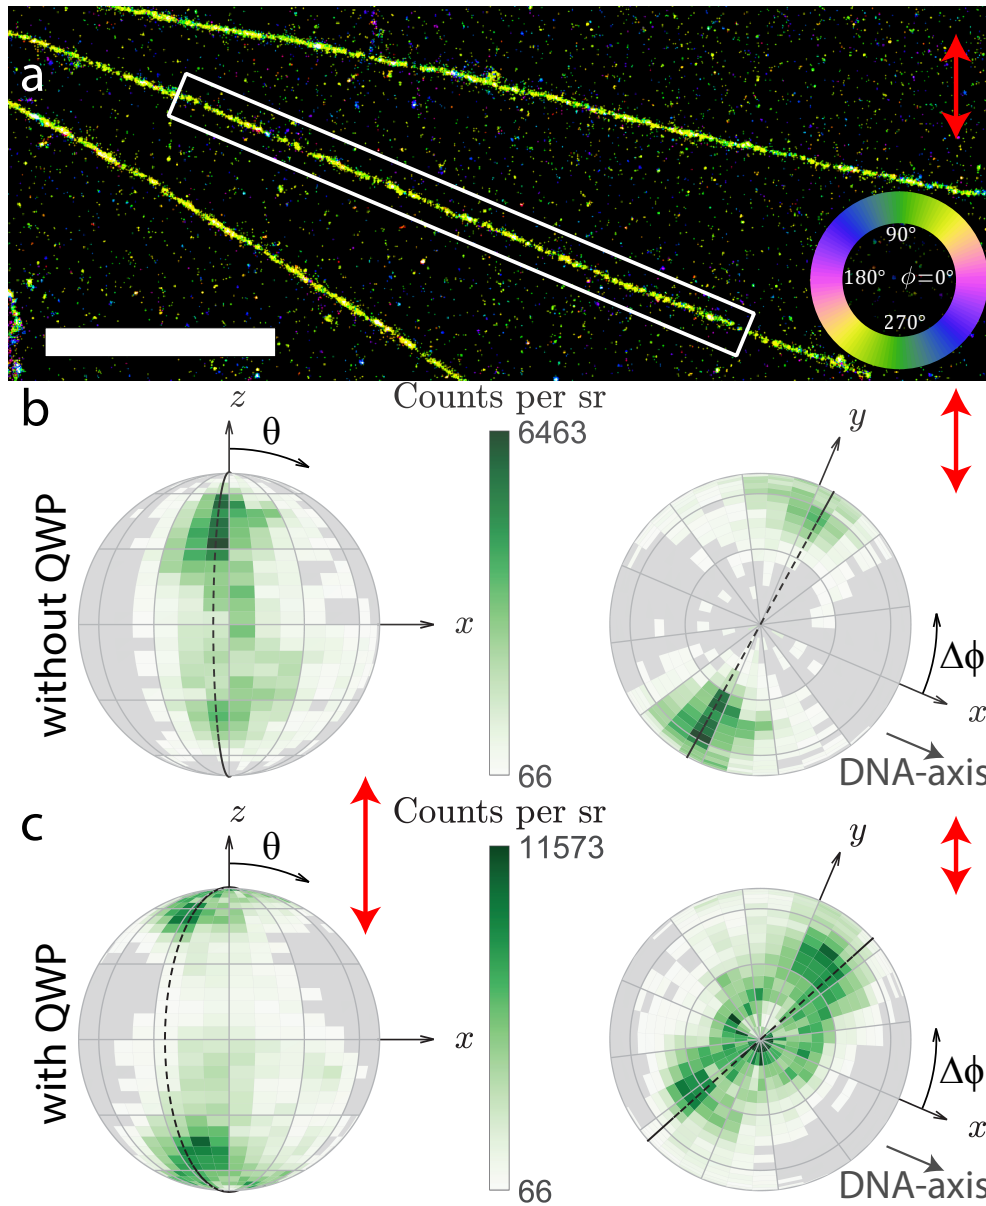 a
90°
180° ϕ=0°
270°
b
z
θ
Counts per sr
6463
66
x
y
Δϕ
x
DNA-axis
without QWP
c
z
θ
Counts per sr
11573
66
x
y
Δϕ
x
DNA-axis
with QWP